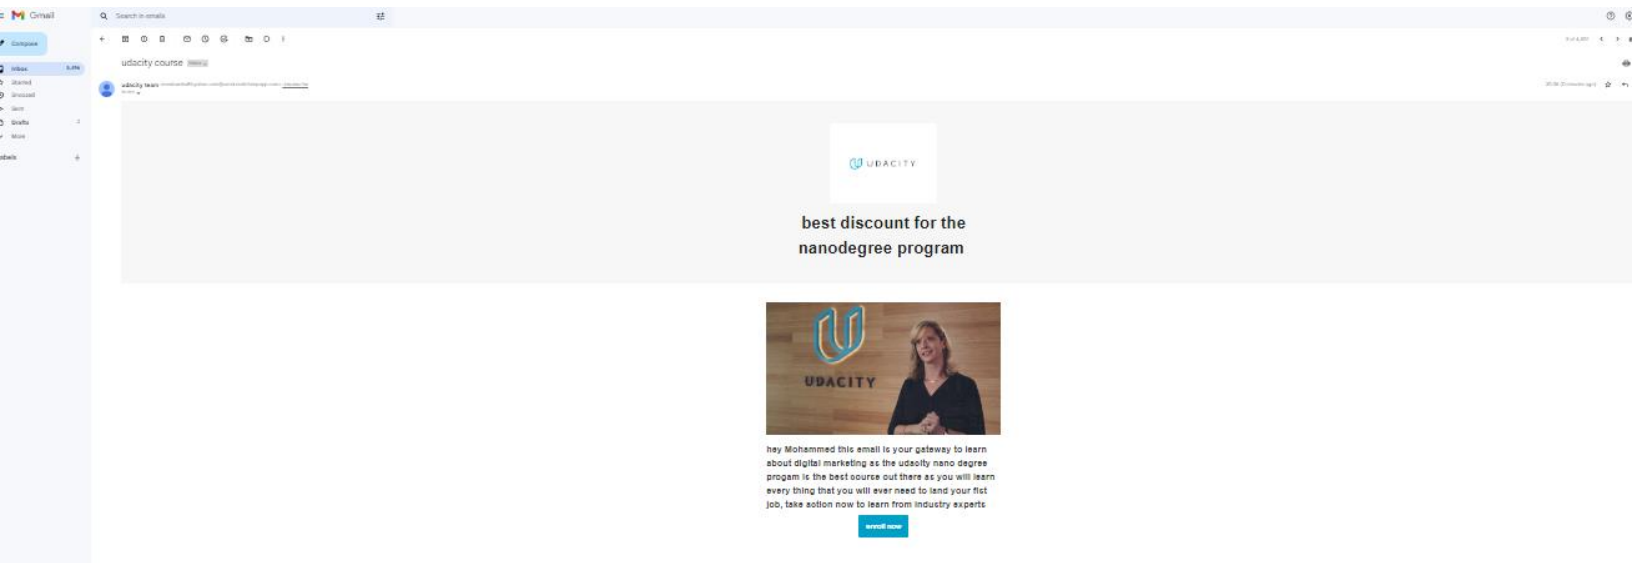 Gmail
Search in emails
Compose
Inbox
Starred
Snoozed
Sent
Drafts
More
udacity course
udacity team
UDACITY
best discount for the
nanodegree program
UDACITY
hey Mohammed this email is your gateway to learn
about digital marketing as the udacity nano degree
progam is the best course out there as you will learn
every thing that you will ever need to land your fist
job, take action now to learn from industry experts
enroll now